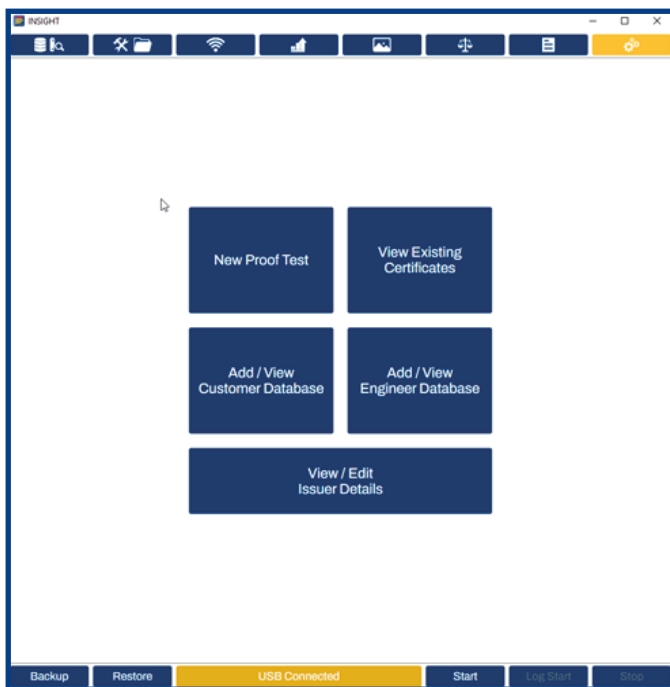 INSIGHT
New Proof Test
View Existing
Certificates
Add / View
Customer Database
Add / View
Engineer Database
View / Edit
Issuer Details
Backup Restore USB Connected Start Log Start Stop